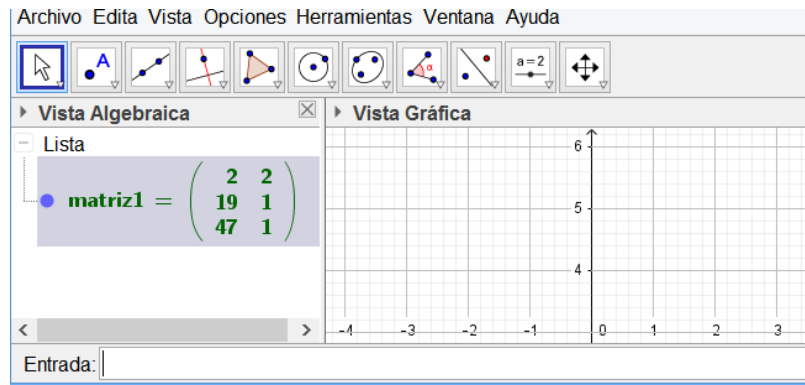 Archivo Edita Vista Opciones Herramientas Ventana Ayuda
A
α
a=2
Vista Algebraica
Vista Gráfica
Lista
matriz1 = ( 2 2
19 1
47 1 )
6
5
4
-4 -3 -2 -1 0 1 2 3
Entrada: